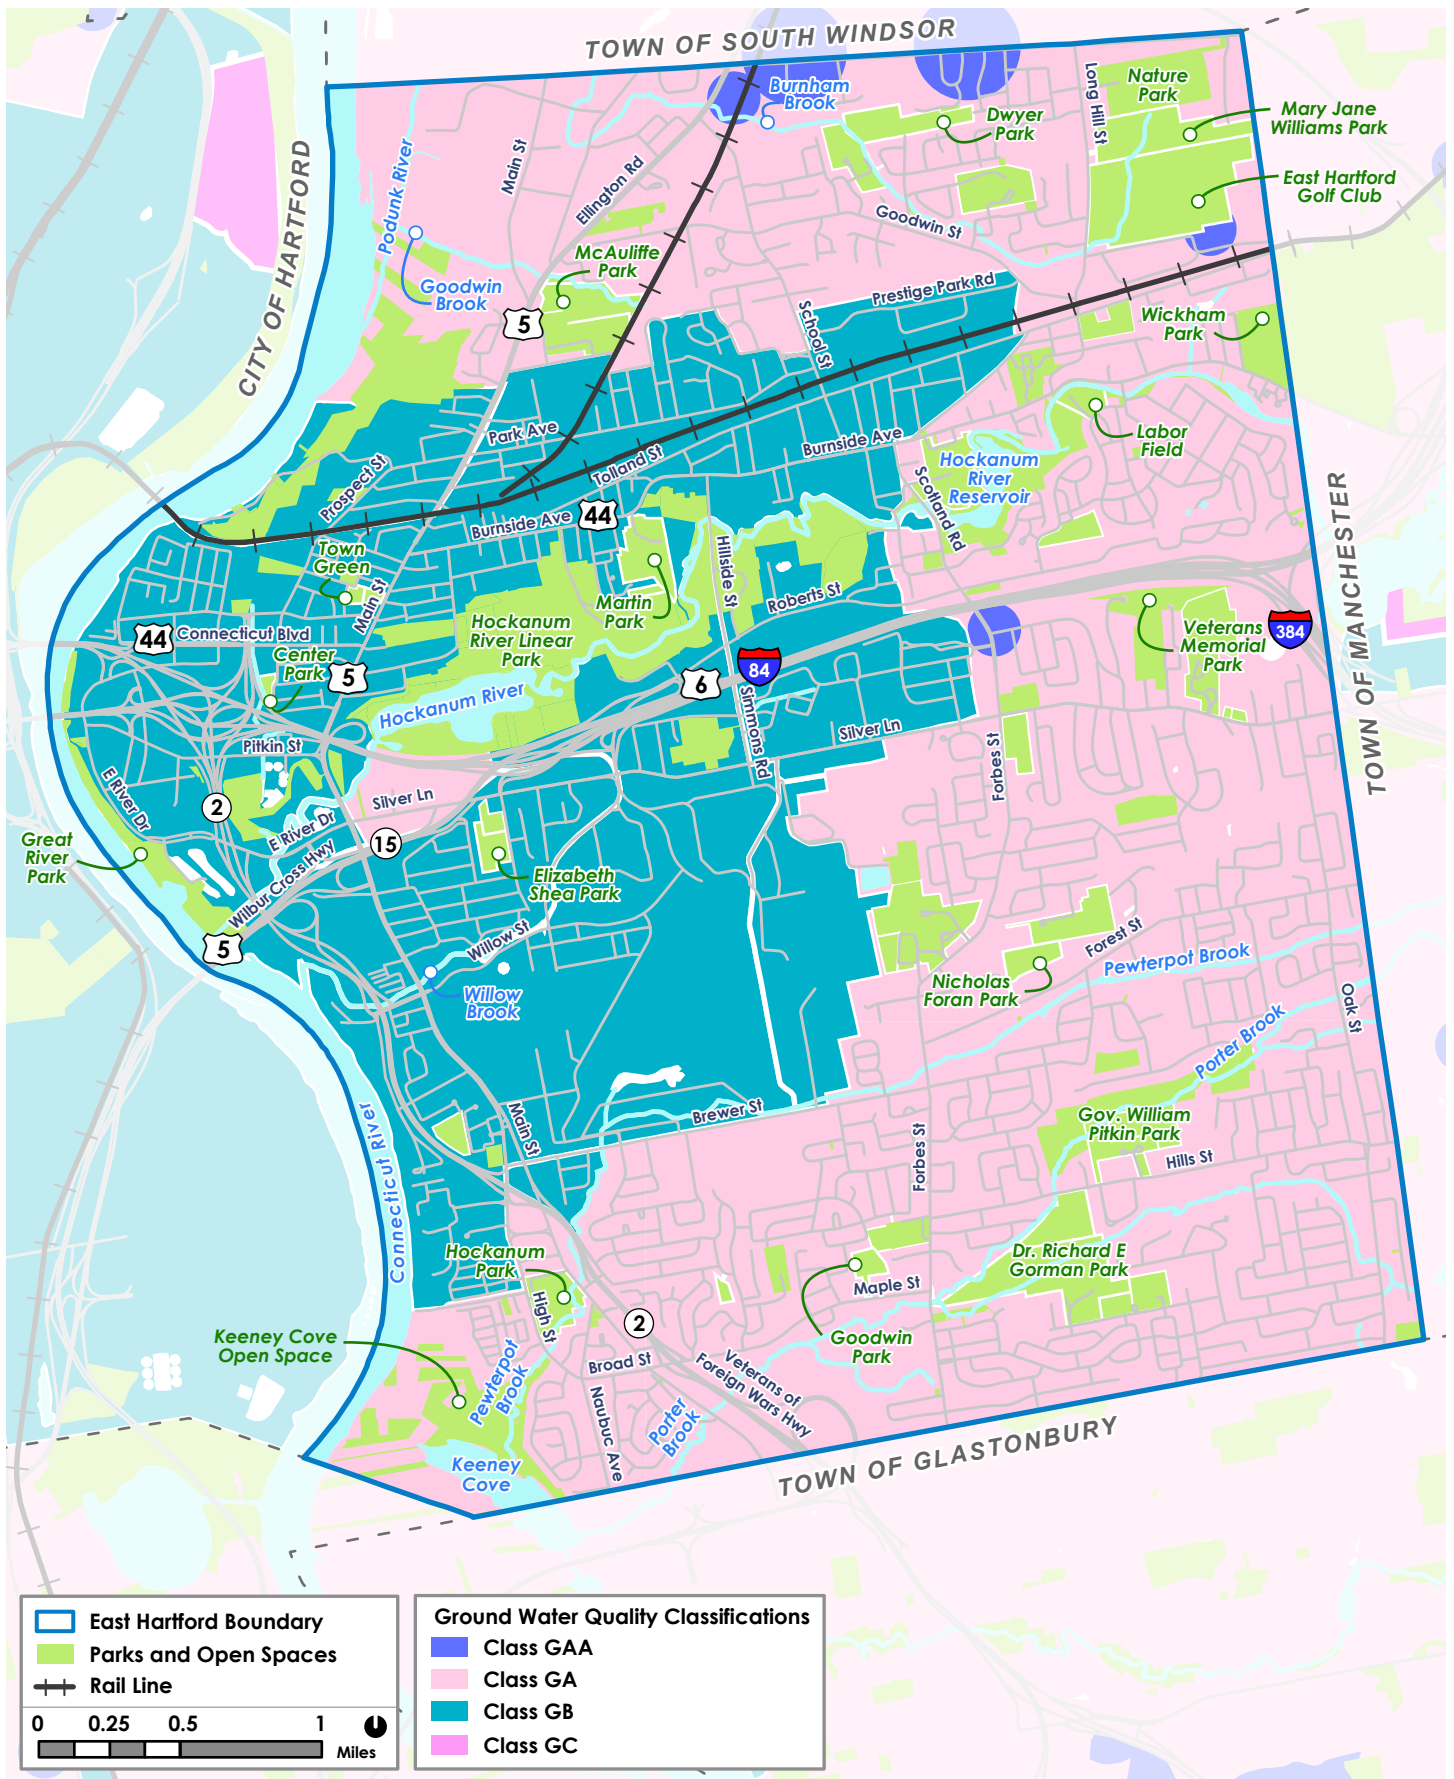 TOWN OF SOUTH WINDSOR
Burnham
Brook
Long Hill St
Nature
Park
Mary Jane
Williams Park
Dwyer
Park
East Hartford
Golf Club
CITY OF HARTFORD
Podunk River
Main St
Ellington Rd
Goodwin St
McAuliffe
Park
Goodwin
Brook
5
School St
Prestige Park Rd
Wickham
Park
Park Ave
Prospect St
Tolland St
Burnside Ave
Labor
Field
Hockanum
River
Reservoir
Scotland Rd
Burnside Ave
44
TOWN OF MANCHESTER
Town
Green
Main St
Hillside St
Roberts St
Martin
Park
Hockanum
River Linear
Park
44
Connecticut Blvd
Center
Park
5
Veterans
Memorial
Park
384
84
6
Hockanum River
Simmons Rd
Silver Ln
Forbes St
Pitkin St
E River Dr
2
Silver Ln
E River Dr
15
Great
River
Park
Wilbur Cross Hwy
Elizabeth
Shea Park
5
Willow St
Willow
Brook
Forest St
Pewterpot Brook
Nicholas
Foran Park
Oak St
Porter Brook
Connecticut River
Main St
Brewer St
Gov. William
Pitkin Park
Forbes St
Hills St
Hockanum
Park
Dr. Richard E
Gorman Park
Maple St
High St
2
Goodwin
Park
Keeney Cove
Open Space
Pewterpot
Brook
Broad St
Veterans of
Foreign Wars Hwy
Naubuc Ave
Porter
Brook
Keeney
Cove
TOWN OF GLASTONBURY
East Hartford Boundary
Parks and Open Spaces
Rail Line
0 0.25 0.5 1
Miles
Ground Water Quality Classifications
Class GAA
Class GA
Class GB
Class GC